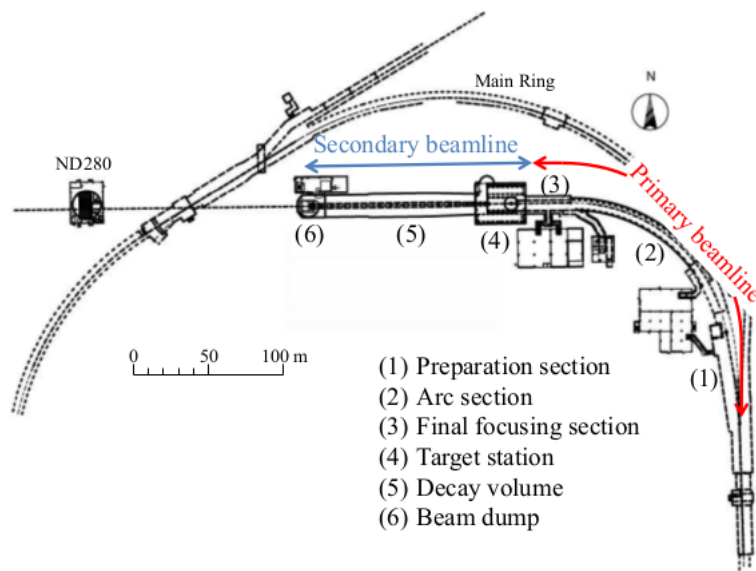 Main Ring
N
Secondary beamline
ND280
Primary beamline
(3)
(6)
(5)
(4)
(2)
(1)
0 50 100 m
(1) Preparation section
(2) Arc section
(3) Final focusing section
(4) Target station
(5) Decay volume
(6) Beam dump